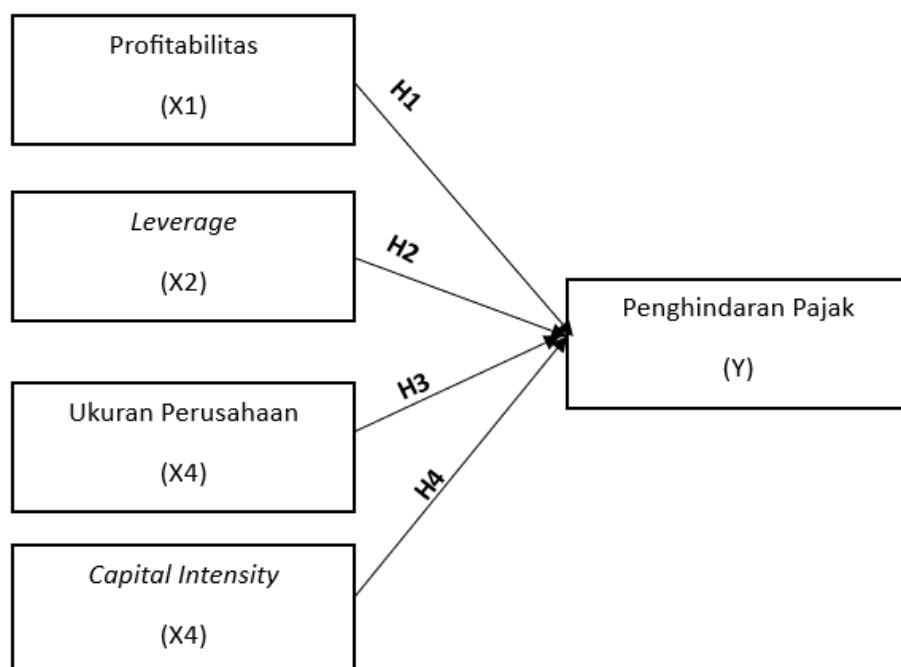 Profitabilitas
(X1)
H1
Leverage
(X2)
H2
Penghindaran Pajak
(Y)
Ukuran Perusahaan
(X4)
H3
H4
Capital Intensity
(X4)